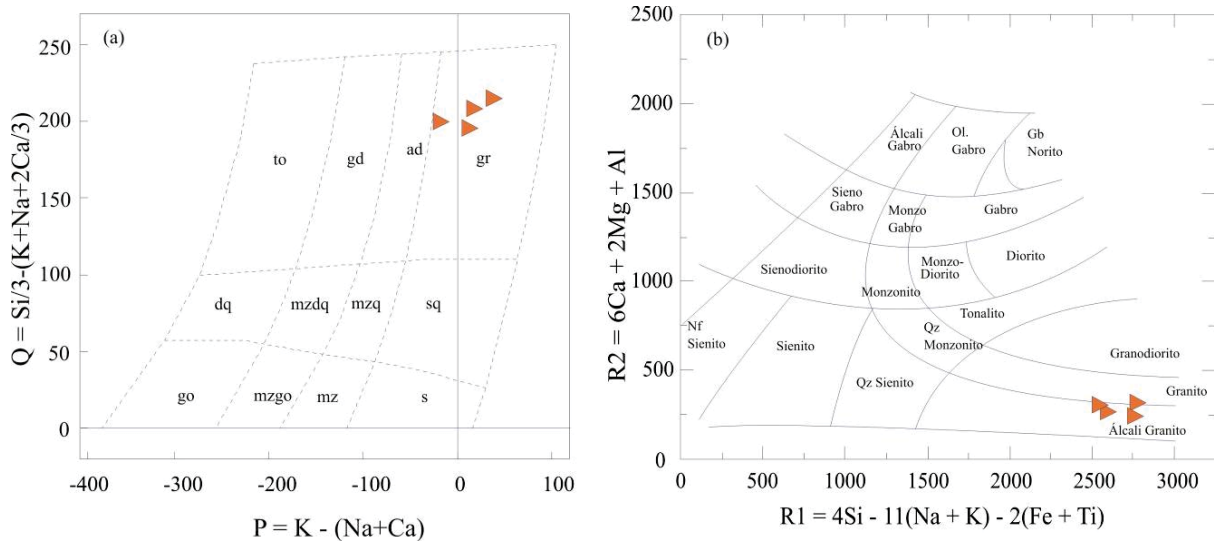 (a)
250
200
150
100
50
0
Q = Si/3-(K+Na+2Ca/3)
to
gd
ad
gr
dq
mzdq
mzq
sq
go
mzgo
mz
s
-400
-300
-200
-100
0
100
P = K - (Na+Ca)
(b)
2500
2000
1500
1000
500
0
R2 = 6Ca + 2Mg + Al
Álcali
Gabro
Ol.
Gabro
Gb
Norito
Sieno
Gabro
Monzo
Gabro
Gabro
Sienodiorito
Monzo-
Diorito
Diorito
Monzonito
Tonalito
Nf
Sienito
Sienito
Qz
Monzonito
Qz Sienito
Granodiorito
Granito
Álcali Granito
0
500
1000
1500
2000
2500
3000
R1 = 4Si - 11(Na + K) - 2(Fe + Ti)